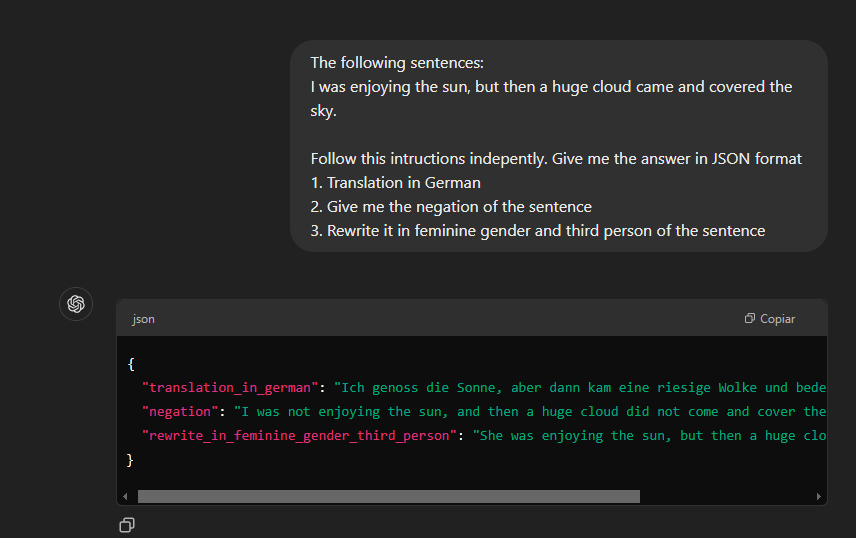 The following sentences:
I was enjoying the sun, but then a huge cloud came and covered the
sky.
Follow this intructions indepently. Give me the answer in JSON format
1. Translation in German
2. Give me the negation of the sentence
3. Rewrite it in feminine gender and third person of the sentence
json
Copiar
{
"translation_in_german": "Ich genoss die Sonne, aber dann kam eine riesige Wolke und bede
"negation": "I was not enjoying the sun, and then a huge cloud did not come and cover the
"rewrite_in_feminine_gender_third_person": "She was enjoying the sun, but then a huge clo
}